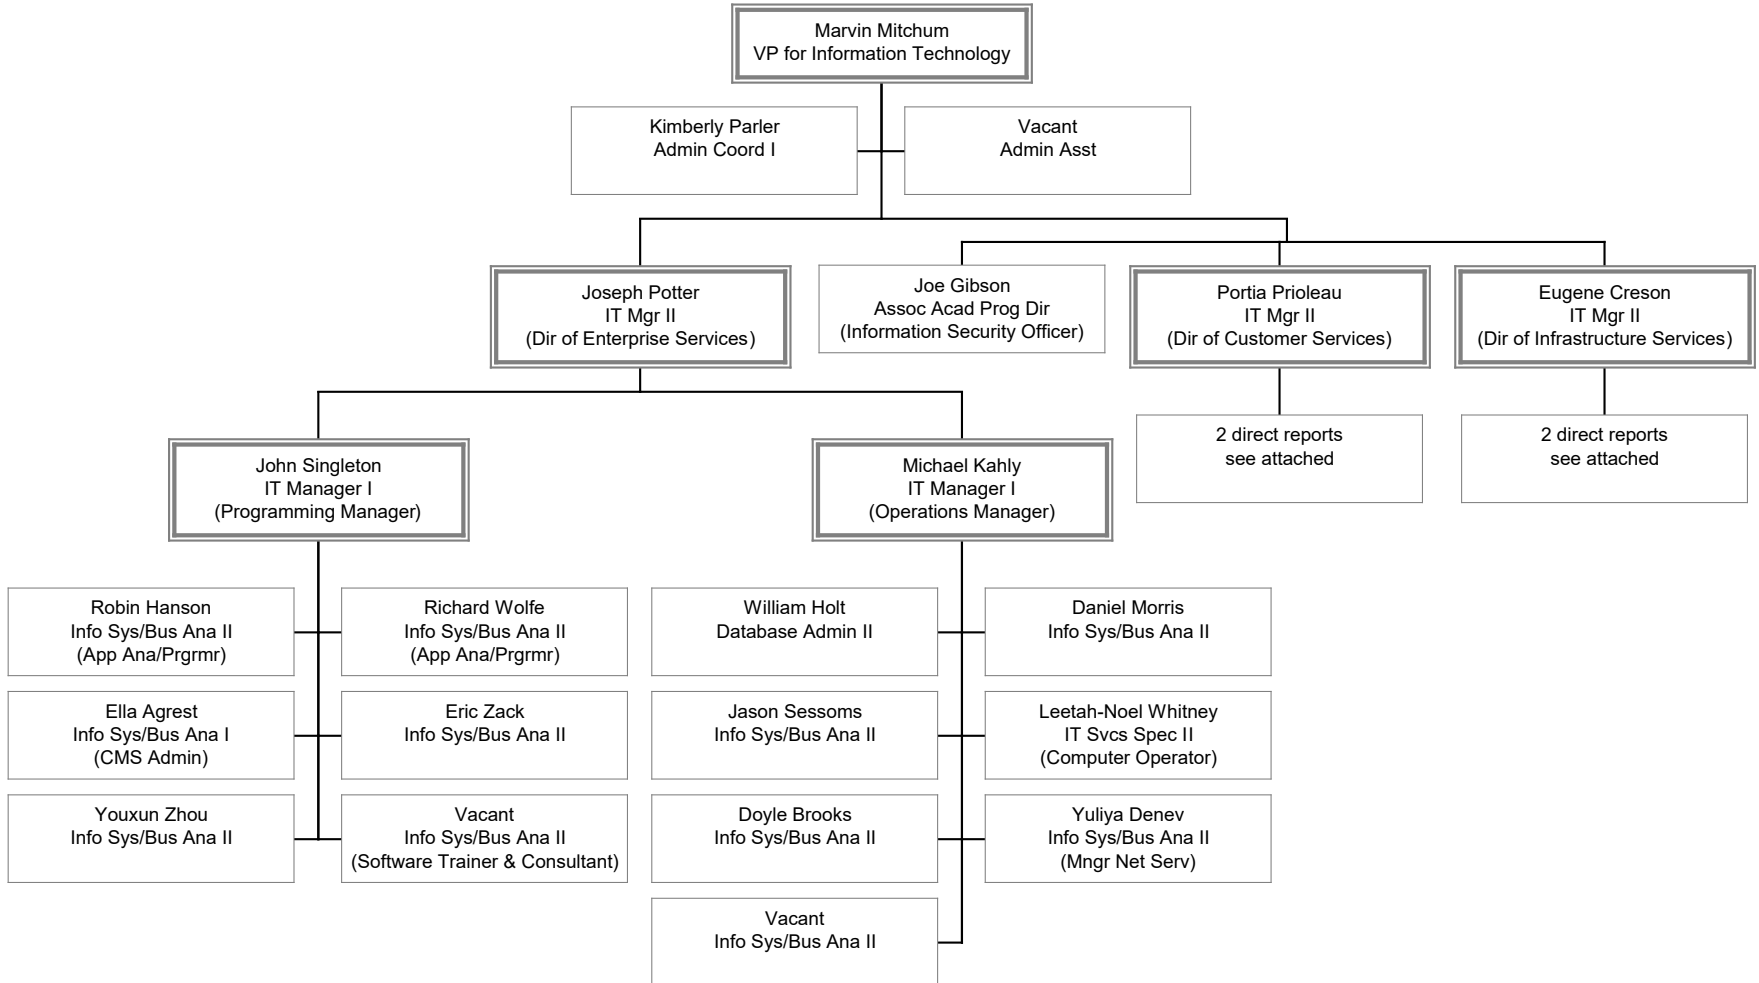 Marvin Mitchum
VP for Information Technology
Kimberly Parler
Admin Coord I
Vacant
Admin Asst
Joseph Potter
IT Mgr II
(Dir of Enterprise Services)
Joe Gibson
Assoc Acad Prog Dir
(Information Security Officer)
Portia Prioleau
IT Mgr II
(Dir of Customer Services)
Eugene Creson
IT Mgr II
(Dir of Infrastructure Services)
2 direct reports
see attached
2 direct reports
see attached
John Singleton
IT Manager I
(Programming Manager)
Michael Kahly
IT Manager I
(Operations Manager)
Robin Hanson
Info Sys/Bus Ana II
(App Ana/Prgrmr)
Richard Wolfe
Info Sys/Bus Ana II
(App Ana/Prgrmr)
William Holt
Database Admin II
Daniel Morris
Info Sys/Bus Ana II
Ella Agrest
Info Sys/Bus Ana I
(CMS Admin)
Eric Zack
Info Sys/Bus Ana II
Jason Sessoms
Info Sys/Bus Ana II
Leetah-Noel Whitney
IT Svcs Spec II
(Computer Operator)
Youxun Zhou
Info Sys/Bus Ana II
Vacant
Info Sys/Bus Ana II
(Software Trainer & Consultant)
Doyle Brooks
Info Sys/Bus Ana II
Yuliya Denev
Info Sys/Bus Ana II
(Mngr Net Serv)
Vacant
Info Sys/Bus Ana II